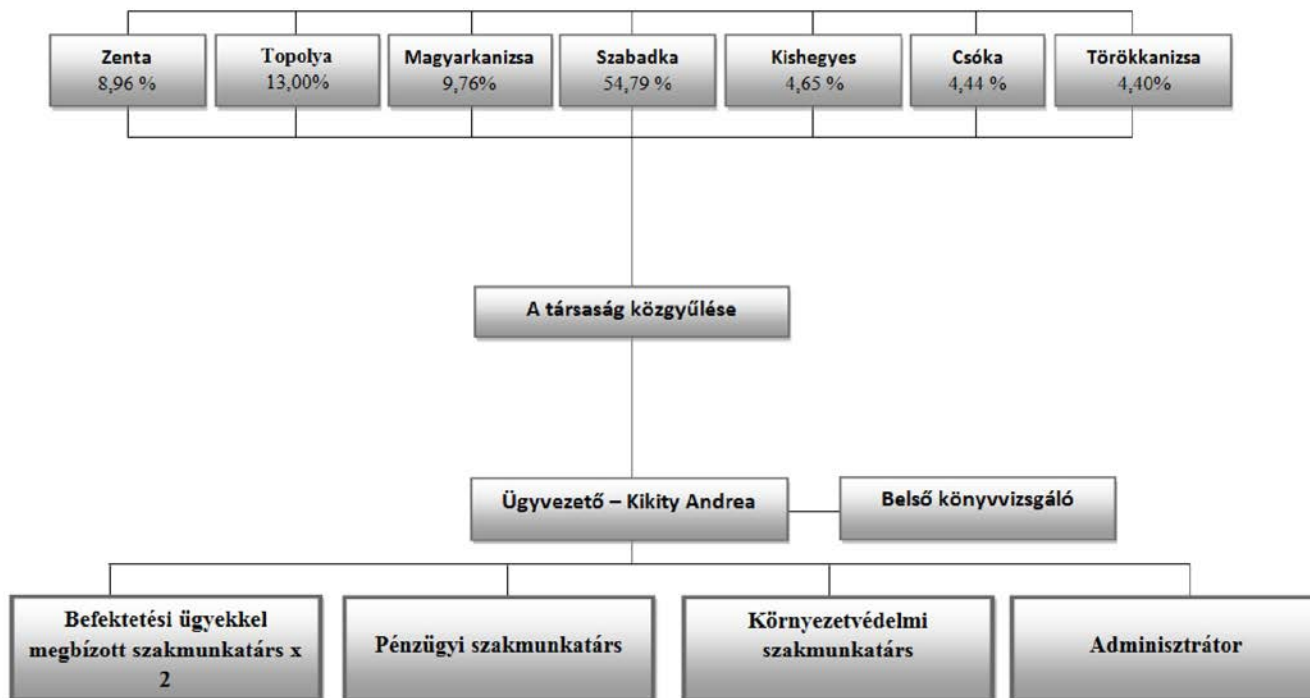 Zenta
8,96 %
Topolya
13,00%
Magyarkanizsa
9,76%
Szabadka
54,79 %
Kishegyes
4,65 %
Csóka
4,44 %
Törökkanizsa
4,40%
A társaság közgyűlése
Ügyvezető – Kikity Andrea
Belső könyvvizsgáló
Befektetési ügyekkel
megbízott szakmunkatárs x
2
Pénzügyi szakmunkatárs
Környezetvédelmi
szakmunkatárs
Adminisztrátor